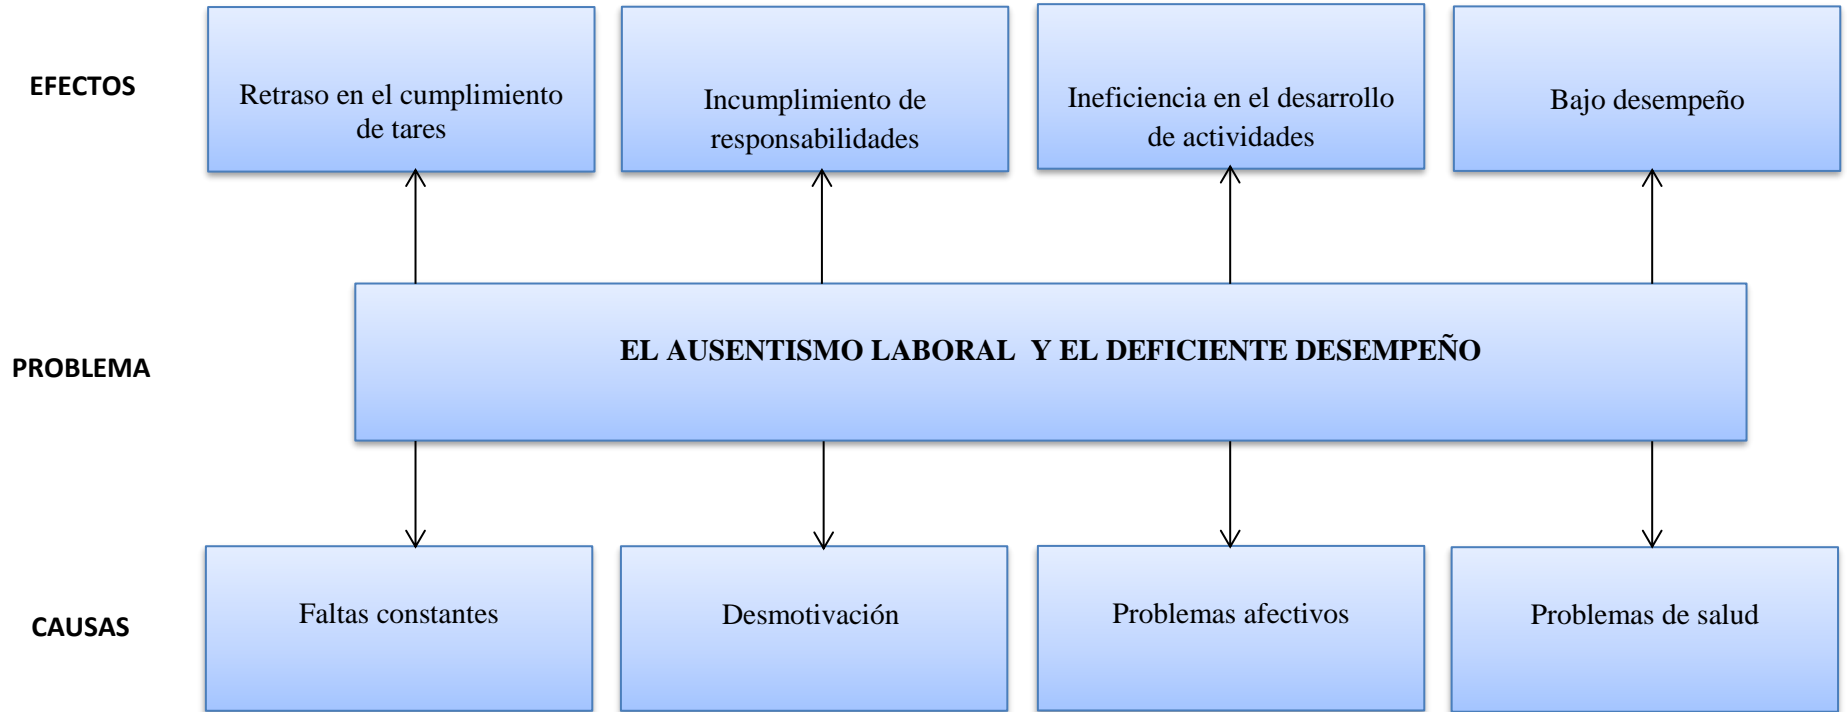 EFECTOS
Retraso en el cumplimiento
de tares
Incumplimiento de
responsabilidades
Ineficiencia en el desarrollo
de actividades
Bajo desempeño
PROBLEMA
EL AUSENTISMO LABORAL  Y EL DEFICIENTE DESEMPEÑO
CAUSAS
Faltas constantes
Desmotivación
Problemas afectivos
Problemas de salud